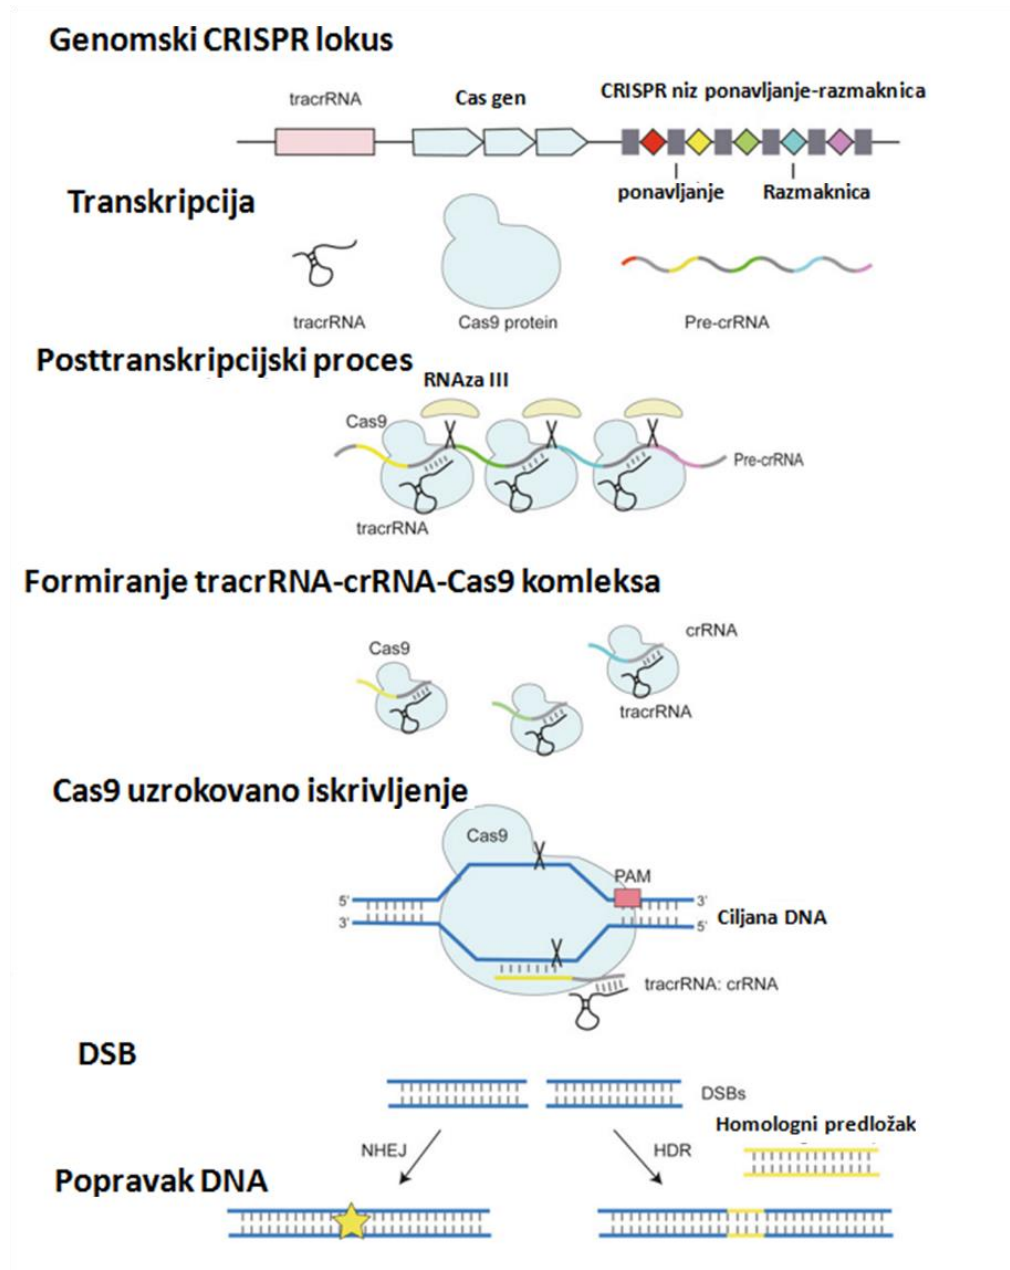 Genomski CRISPR lokus
tracrRNA
Cas gen
CRISPR niz ponavljanje-razmaknica
ponavljanje
Razmaknica
Transkripcija
tracrRNA
Cas9 protein
Pre-crRNA
Posttranskripcijski proces
RNAza III
Cas9
Pre-crRNA
tracrRNA
Formiranje tracrRNA-crRNA-Cas9 komleksa
crRNA
Cas9
tracrRNA
Cas9 uzrokovano iskrivljenje
Cas9
PAM
5' 3'
3' 5'
Ciljana DNA
tracrRNA: crRNA
DSB
DSBs
Homologni predložak
NHEJ
HDR
Popravak DNA